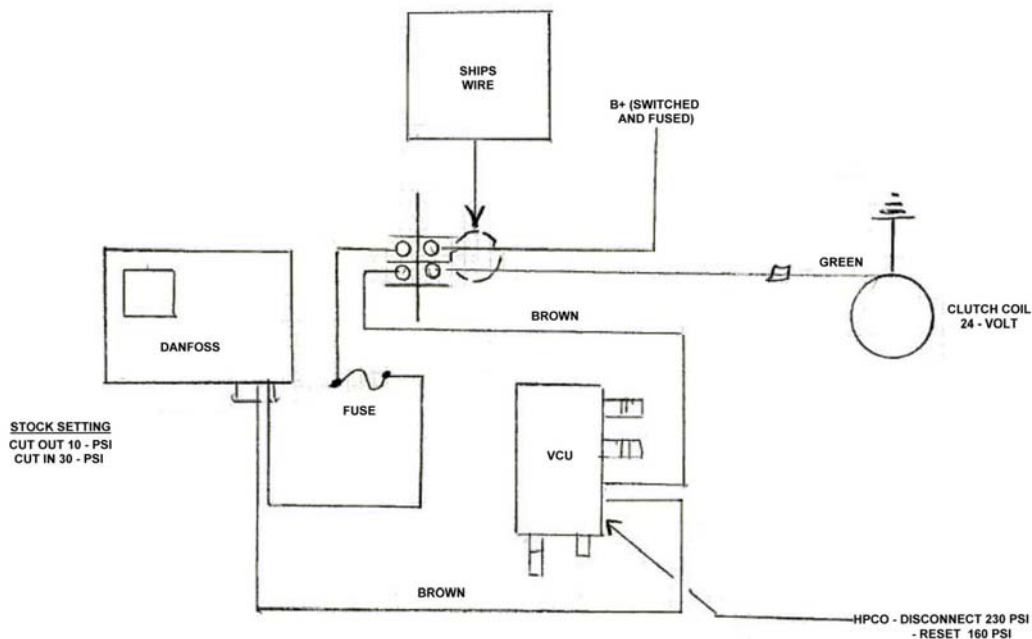 SHIPS
WIRE
B+ (SWITCHED
AND FUSED)
GREEN
CLUTCH COIL
24 - VOLT
BROWN
DANFOSS
FUSE
STOCK SETTING
CUT OUT 10 - PSI
CUT IN 30 - PSI
VCU
BROWN
HPCO - DISCONNECT 230 PSI
- RESET 160 PSI